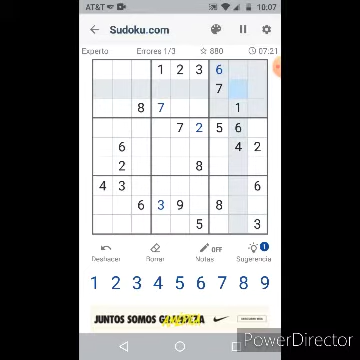 AT&T 10:07
← Sudoku.com
Experto Errores 1/3 ☆ 880 07:21
1 2 3 6
7
8 7 1
7 2 5 6
6 4 2
2 8
4 3 6
6 3 9 8
5 3
OFF 1
Deshacer Borrar Notas Sugerencia
1 2 3 4 5 6 7 8 9
JUNTOS SOMOS
PowerDirector